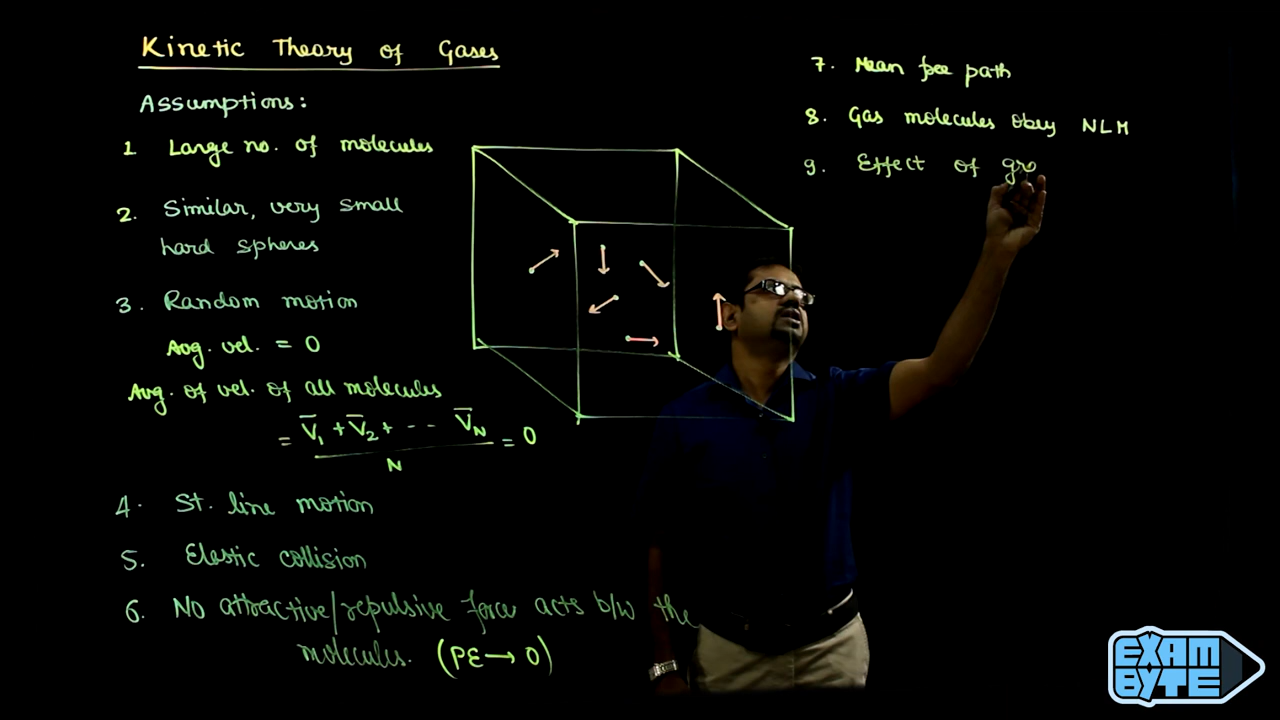 Kinetic Theory of Gases
Assumptions:
1 Large no. of molecules
2. Similar, very small
hard spheres
3. Random motion
Avg. vel. = 0
Avg. of vel. of all molecules
= V̅₁ + V̅₂ + -- V̅N / N = 0
4. St. line motion
5. Elastic collision
6. No attractive/repulsive force acts b/w the
molecules. (PE → 0)
7. Mean free path
8. Gas molecules obey NLM
9. Effect of gra
EXAM
BYTE